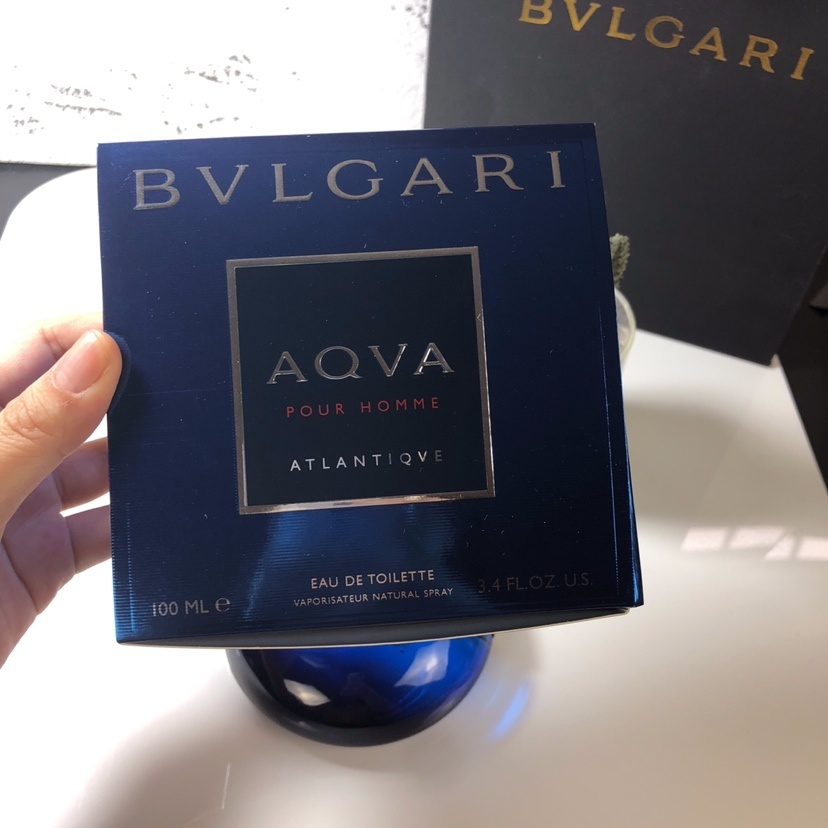 BVLGARI
BVLGARI
AQVA
POUR HOMME
ATLANTIQVE
EAU DE TOILETTE
VAPORISATEUR NATURAL SPRAY
100 ML ℮
3.4 FL.OZ. U.S.